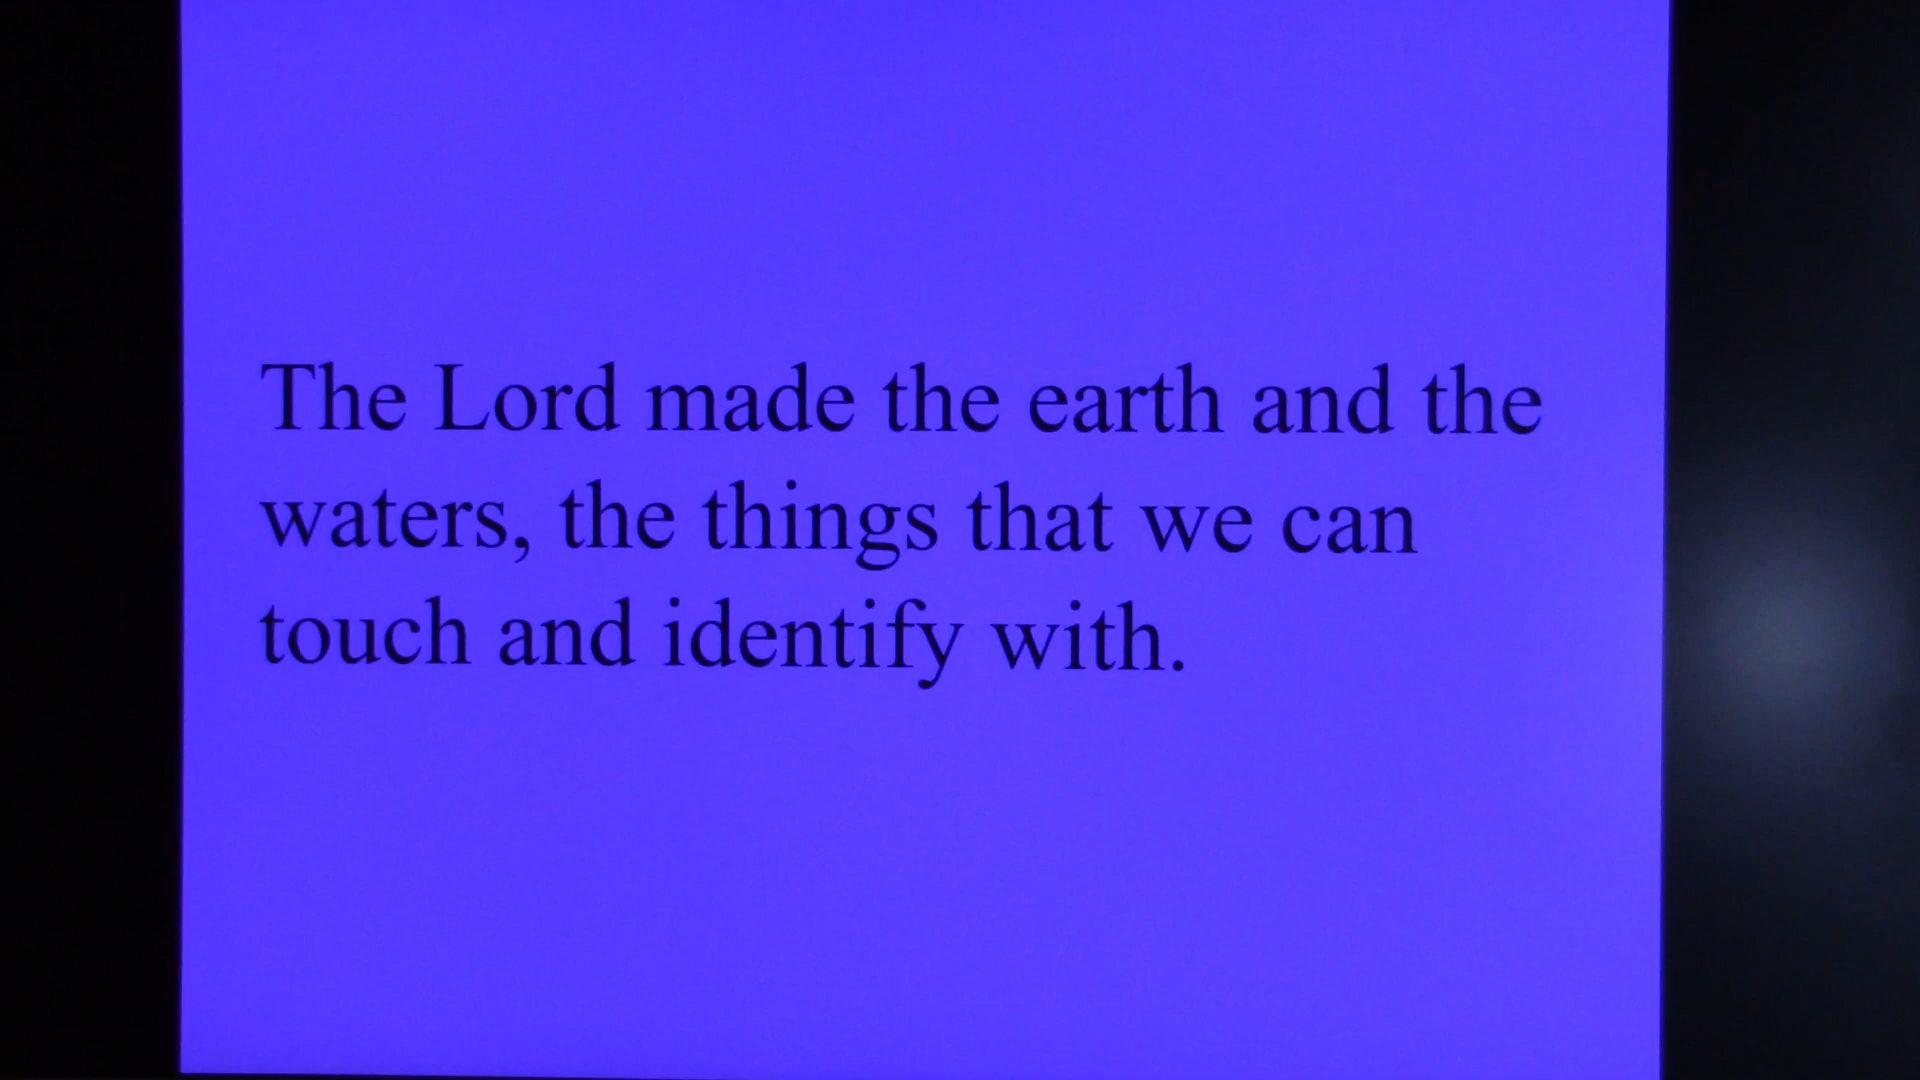 The Lord made the earth and the
waters, the things that we can
touch and identify with.